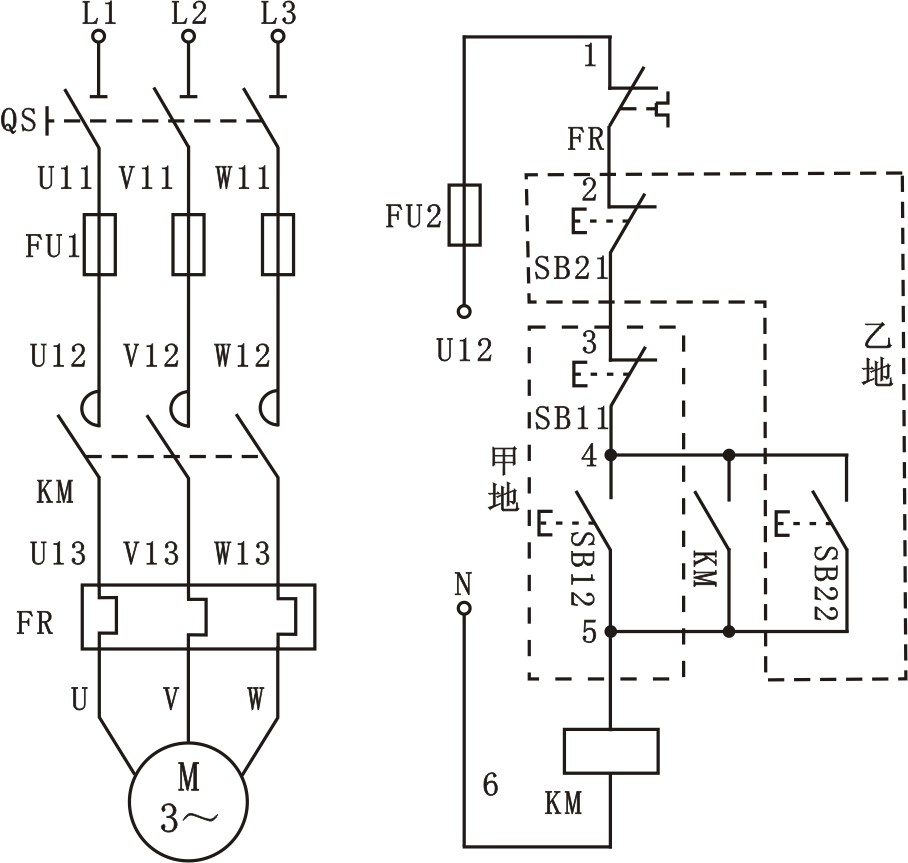 L1 L2 L3
QS
U11 V11 W11
FU1
U12 V12 W12
KM
U13 V13 W13
FR
U V W
M
3～
1
FR
2
FU2
SB21
U12
3
乙
地
SB11
4
甲
地
SB12
KM
SB22
N
5
6
KM